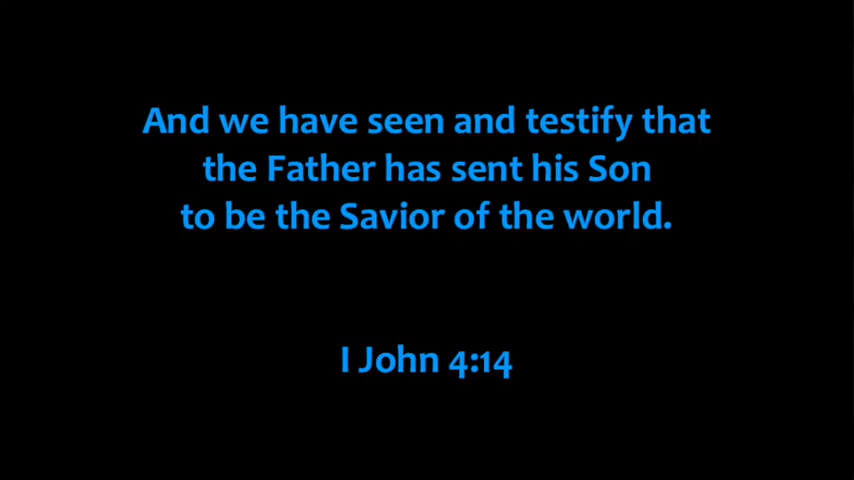 And we have seen and testify that
the Father has sent his Son
to be the Savior of the world.
I John 4:14